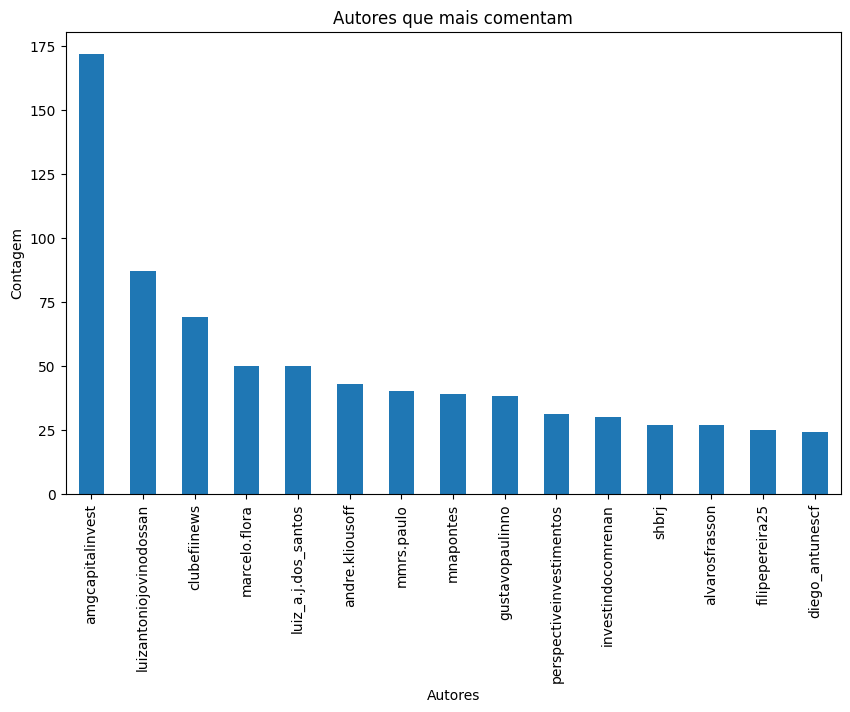 Autores que mais comentam
175
150
125
100
75
50
25
0
Contagem
amgcapitalinvest
luizantoniojovinodossan
clubefiinews
marcelo.flora
luiz_a.j.dos_santos
andre.kliousoff
mmrs.paulo
mnapontes
gustavopaulinno
perspectiveinvestimentos
investindocomrenan
shbrj
alvarosfrasson
filipepereira25
diego_antunescf
Autores